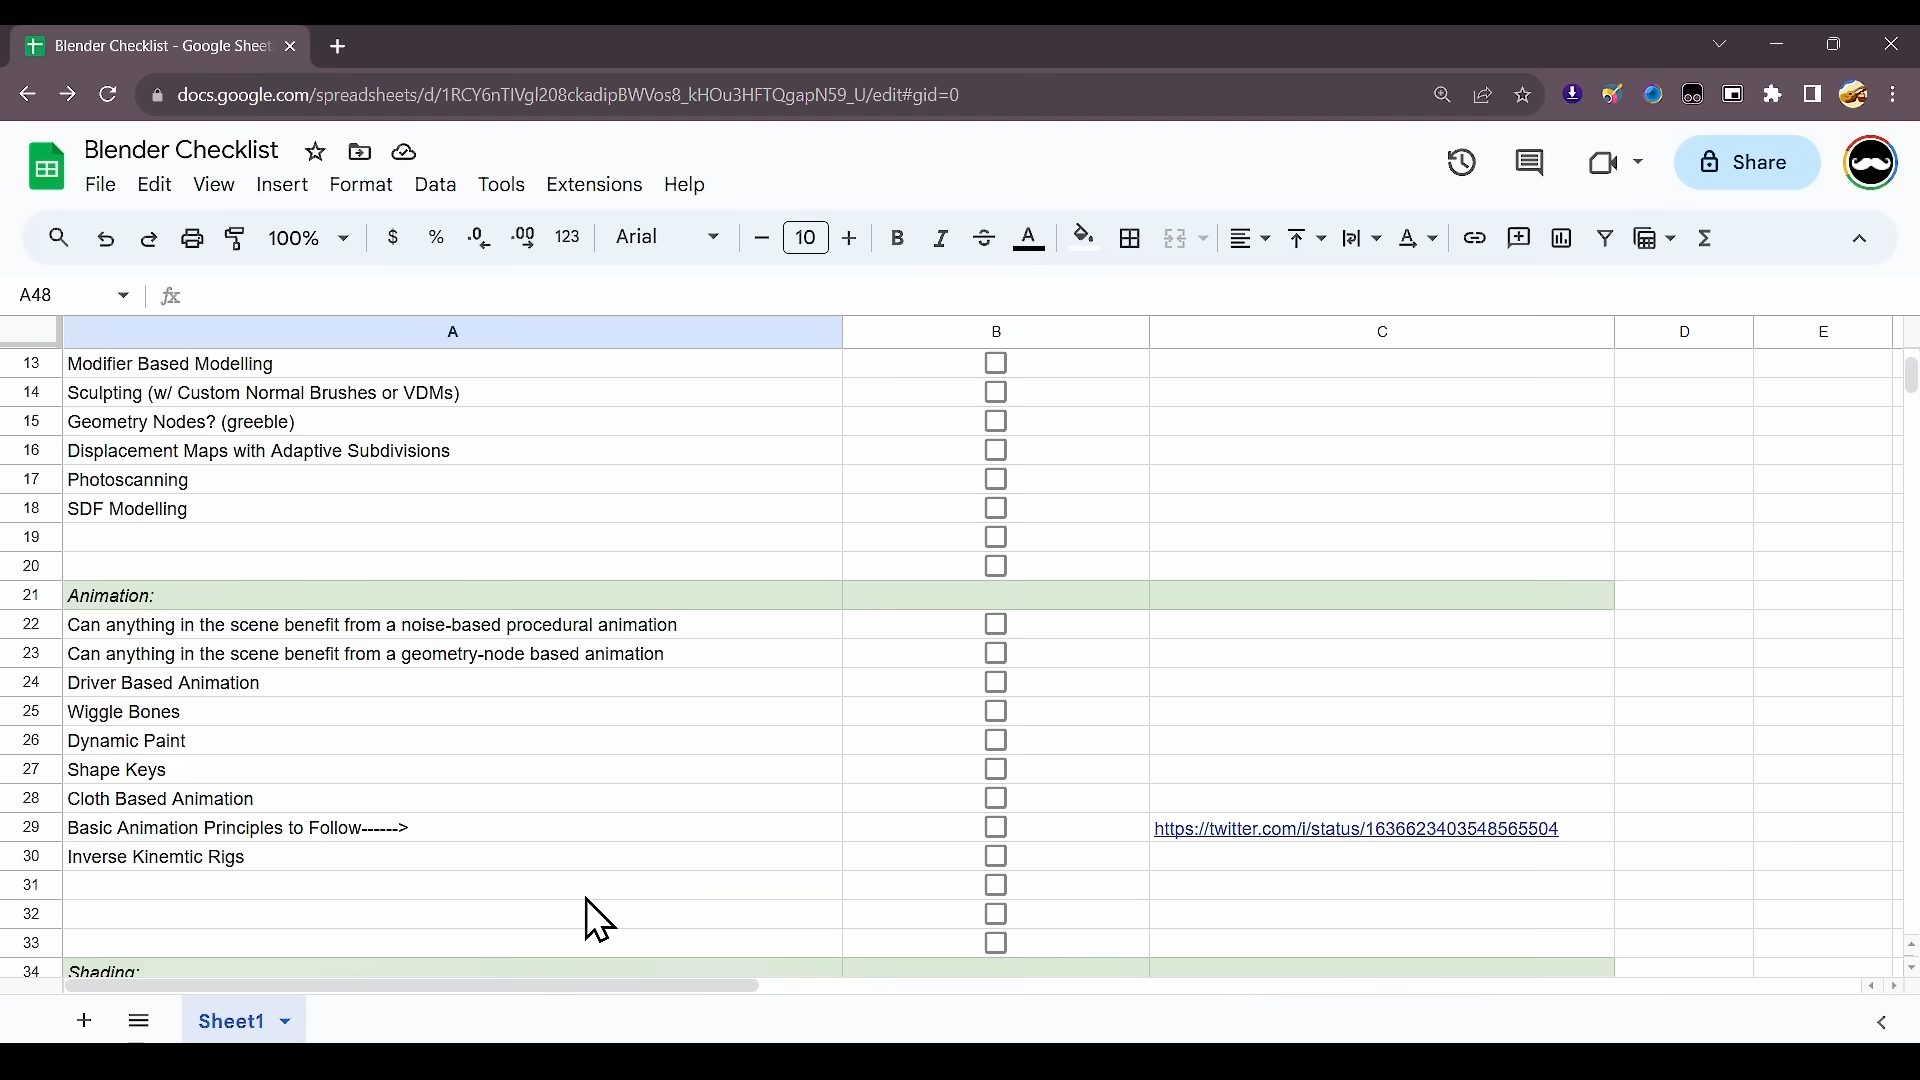 Blender Checklist - Google Sheet
docs.google.com/spreadsheets/d/1RCY6nTIVgl208ckadipBWVos8_kHOu3HFTQgapN59_U/edit#gid=0
Blender Checklist
File Edit View Insert Format Data Tools Extensions Help
Share
100% $ % .0 .00 123 Arial 10 B I A
A48 fx
A B C D E
13 Modifier Based Modelling
14 Sculpting (w/ Custom Normal Brushes or VDMs)
15 Geometry Nodes? (greeble)
16 Displacement Maps with Adaptive Subdivisions
17 Photoscanning
18 SDF Modelling
19
20
21 Animation:
22 Can anything in the scene benefit from a noise-based procedural animation
23 Can anything in the scene benefit from a geometry-node based animation
24 Driver Based Animation
25 Wiggle Bones
26 Dynamic Paint
27 Shape Keys
28 Cloth Based Animation
29 Basic Animation Principles to Follow------> https://twitter.com/i/status/1636623403548565504
30 Inverse Kinemtic Rigs
31
32
33
34 Shading:
Sheet1